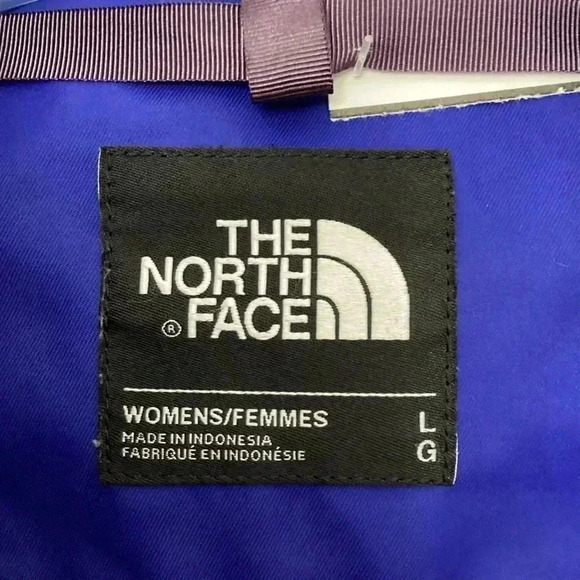 THE
NORTH
® FACE
WOMENS/FEMMES L
MADE IN INDONESIA G
FABRIQUÉ EN INDONÉSIE